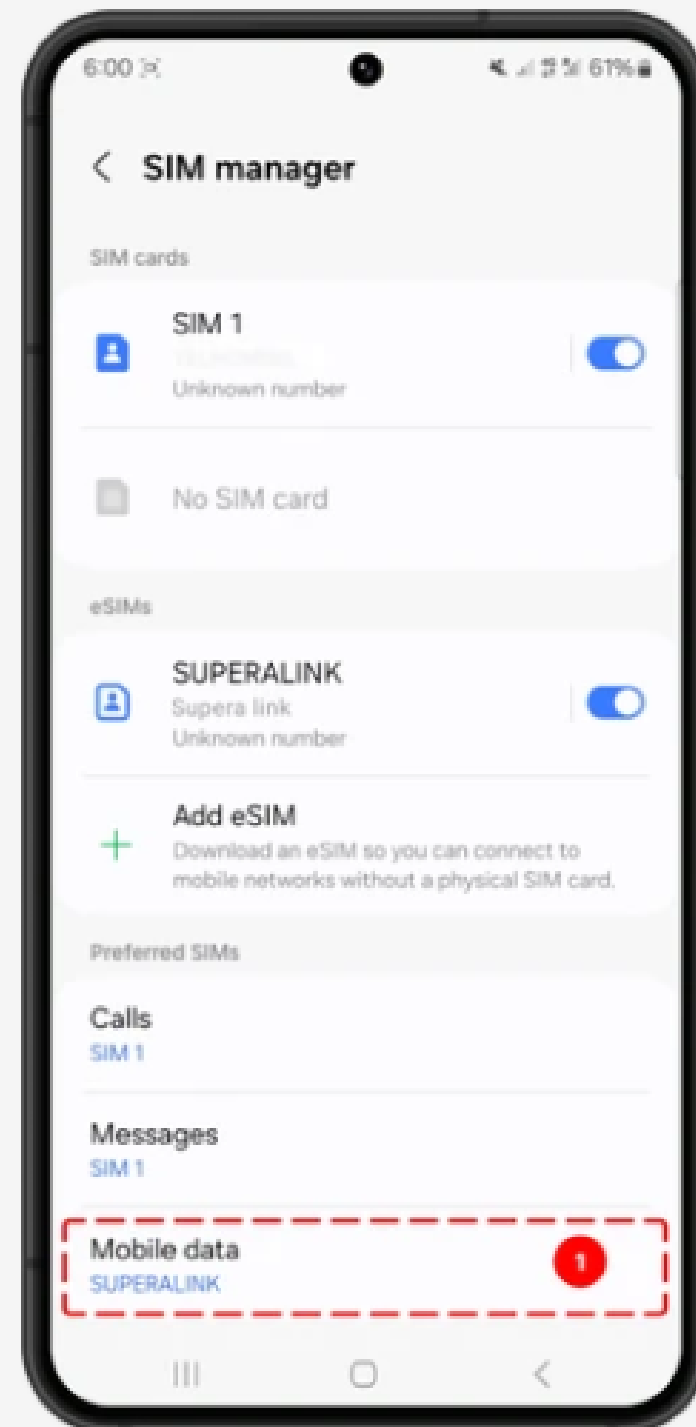 6:00
61%
SIM manager
SIM cards
SIM 1
Unknown number
No SIM card
eSIMs
SUPERALINK
Supera link
Unknown number
Add eSIM
Download an eSIM so you can connect to
mobile networks without a physical SIM card.
Preferred SIMs
Calls
SIM 1
Messages
SIM 1
Mobile data
1
SUPERALINK